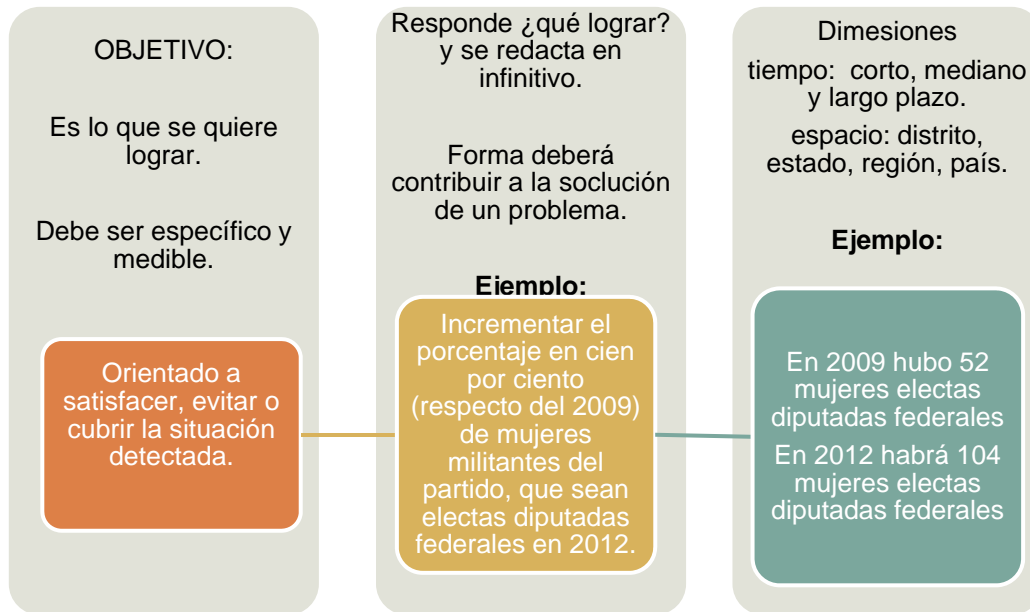 OBJETIVO:
Es lo que se quiere
lograr.
Debe ser específico y
medible.
Orientado a
satisfacer, evitar o
cubrir la situación
detectada.
Responde ¿qué lograr?
y se redacta en
infinitivo.
Forma deberá
contribuir a la soclución
de un problema.
Ejemplo:
Incrementar el
porcentaje en cien
por ciento
(respecto del 2009)
de mujeres
militantes del
partido, que sean
electas diputadas
federales en 2012.
Dimesiones
tiempo: corto, mediano
y largo plazo.
espacio: distrito,
estado, región, país.
Ejemplo:
En 2009 hubo 52
mujeres electas
diputadas federales
En 2012 habrá 104
mujeres electas
diputadas federales